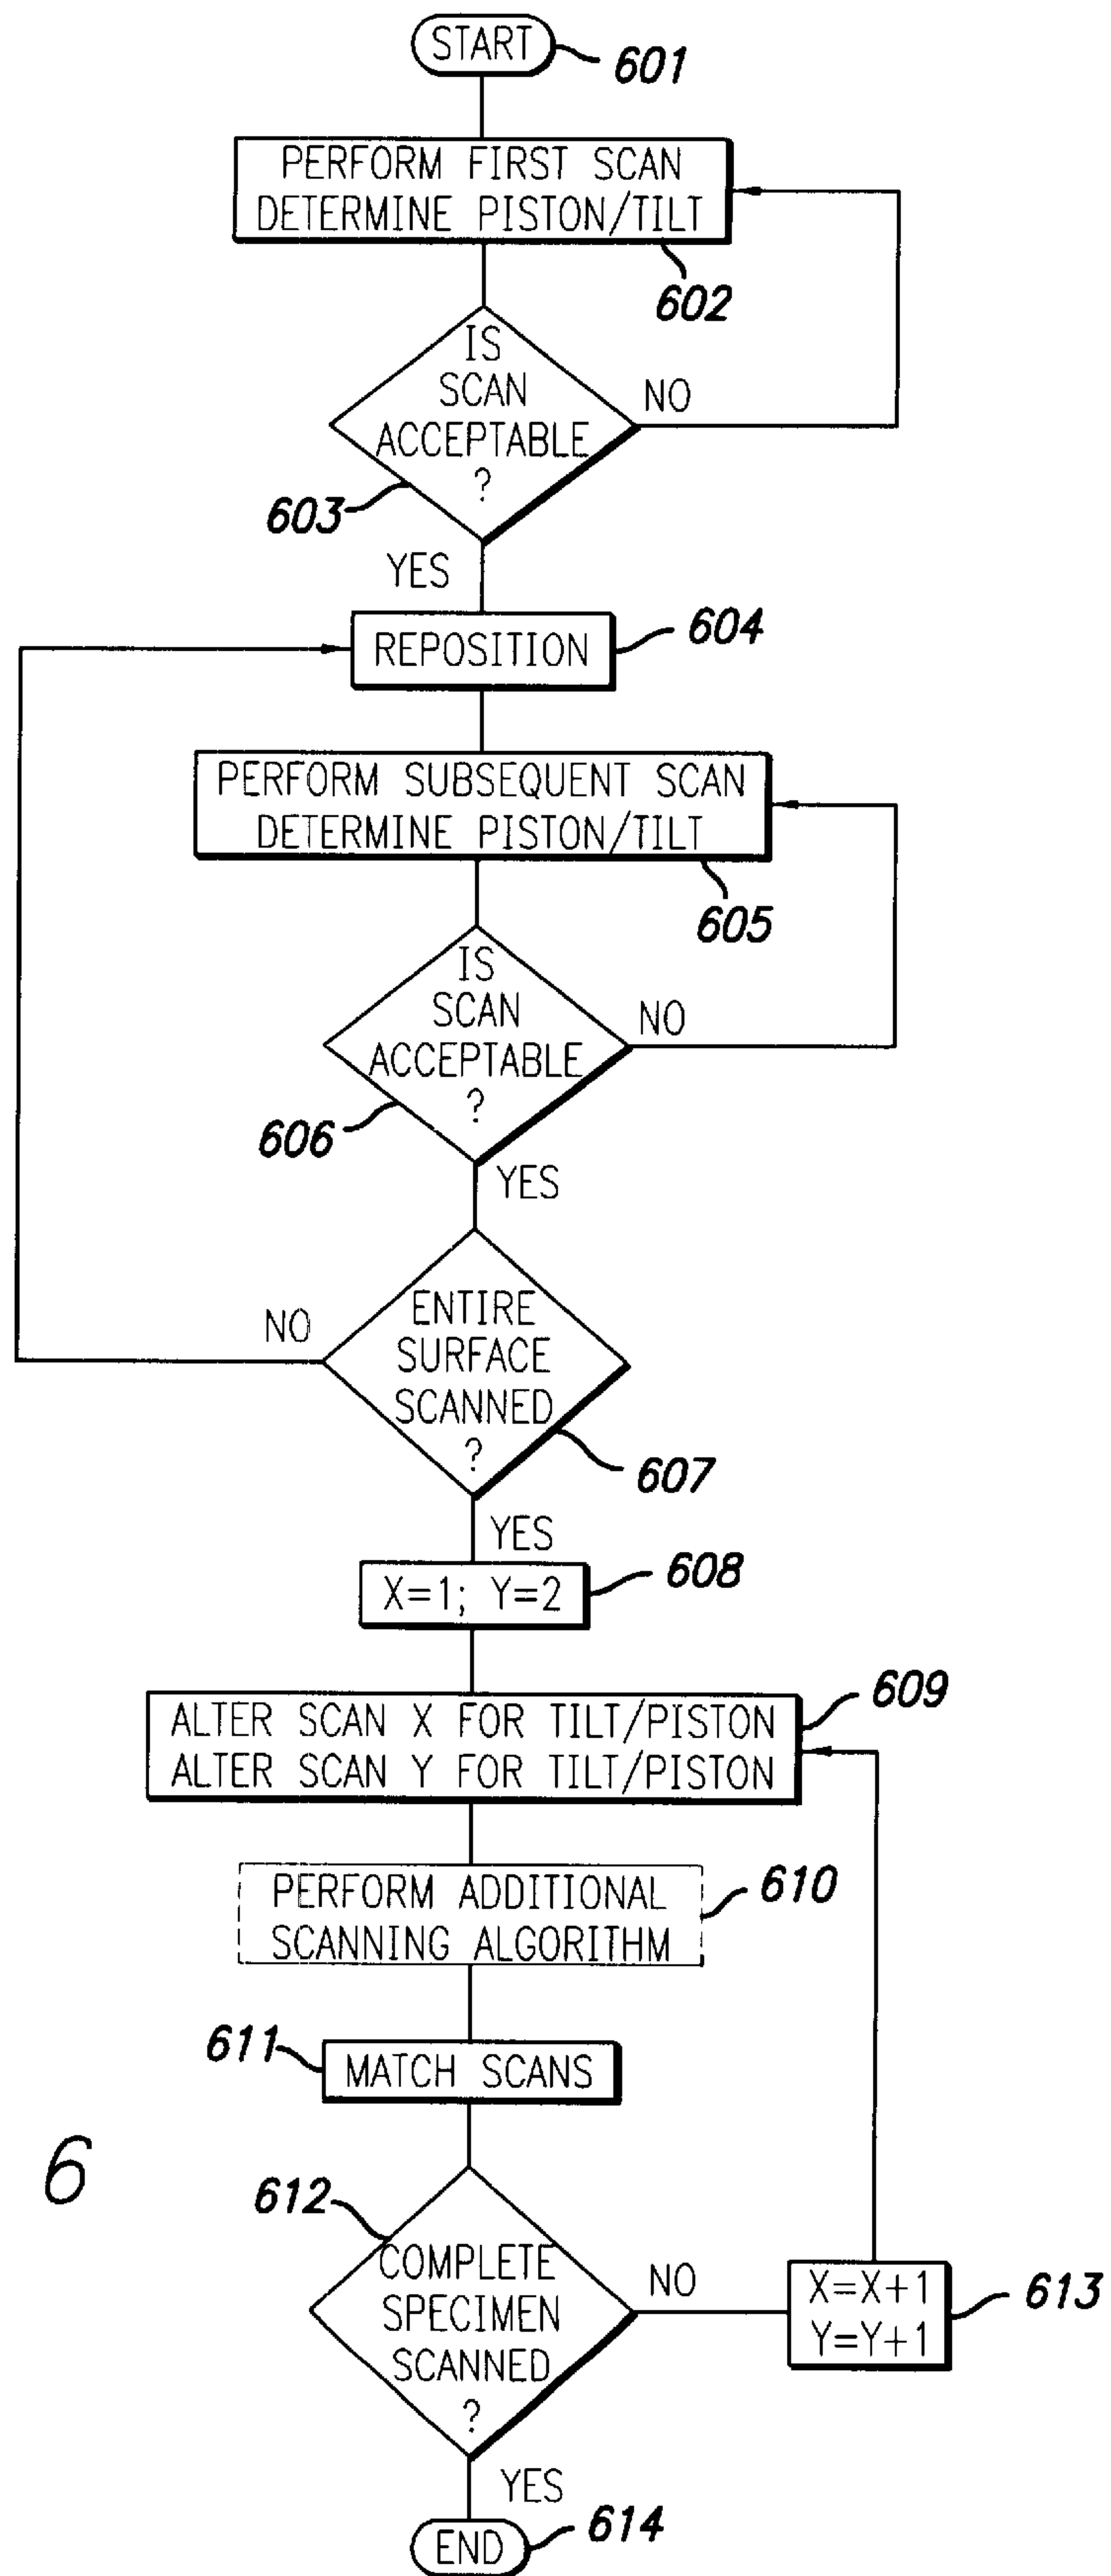 START
601
PERFORM FIRST SCAN
DETERMINE PISTON/TILT
602
IS
SCAN
ACCEPTABLE
?
NO
603
YES
REPOSITION
604
PERFORM SUBSEQUENT SCAN
DETERMINE PISTON/TILT
605
IS
SCAN
ACCEPTABLE
?
NO
606
YES
ENTIRE
SURFACE
SCANNED
?
NO
607
YES
X=1; Y=2
608
ALTER SCAN X FOR TILT/PISTON
ALTER SCAN Y FOR TILT/PISTON
609
PERFORM ADDITIONAL
SCANNING ALGORITHM
610
611
MATCH SCANS
6
612
COMPLETE
SPECIMEN
SCANNED
?
NO
X=X+1
Y=Y+1
613
YES
END
614